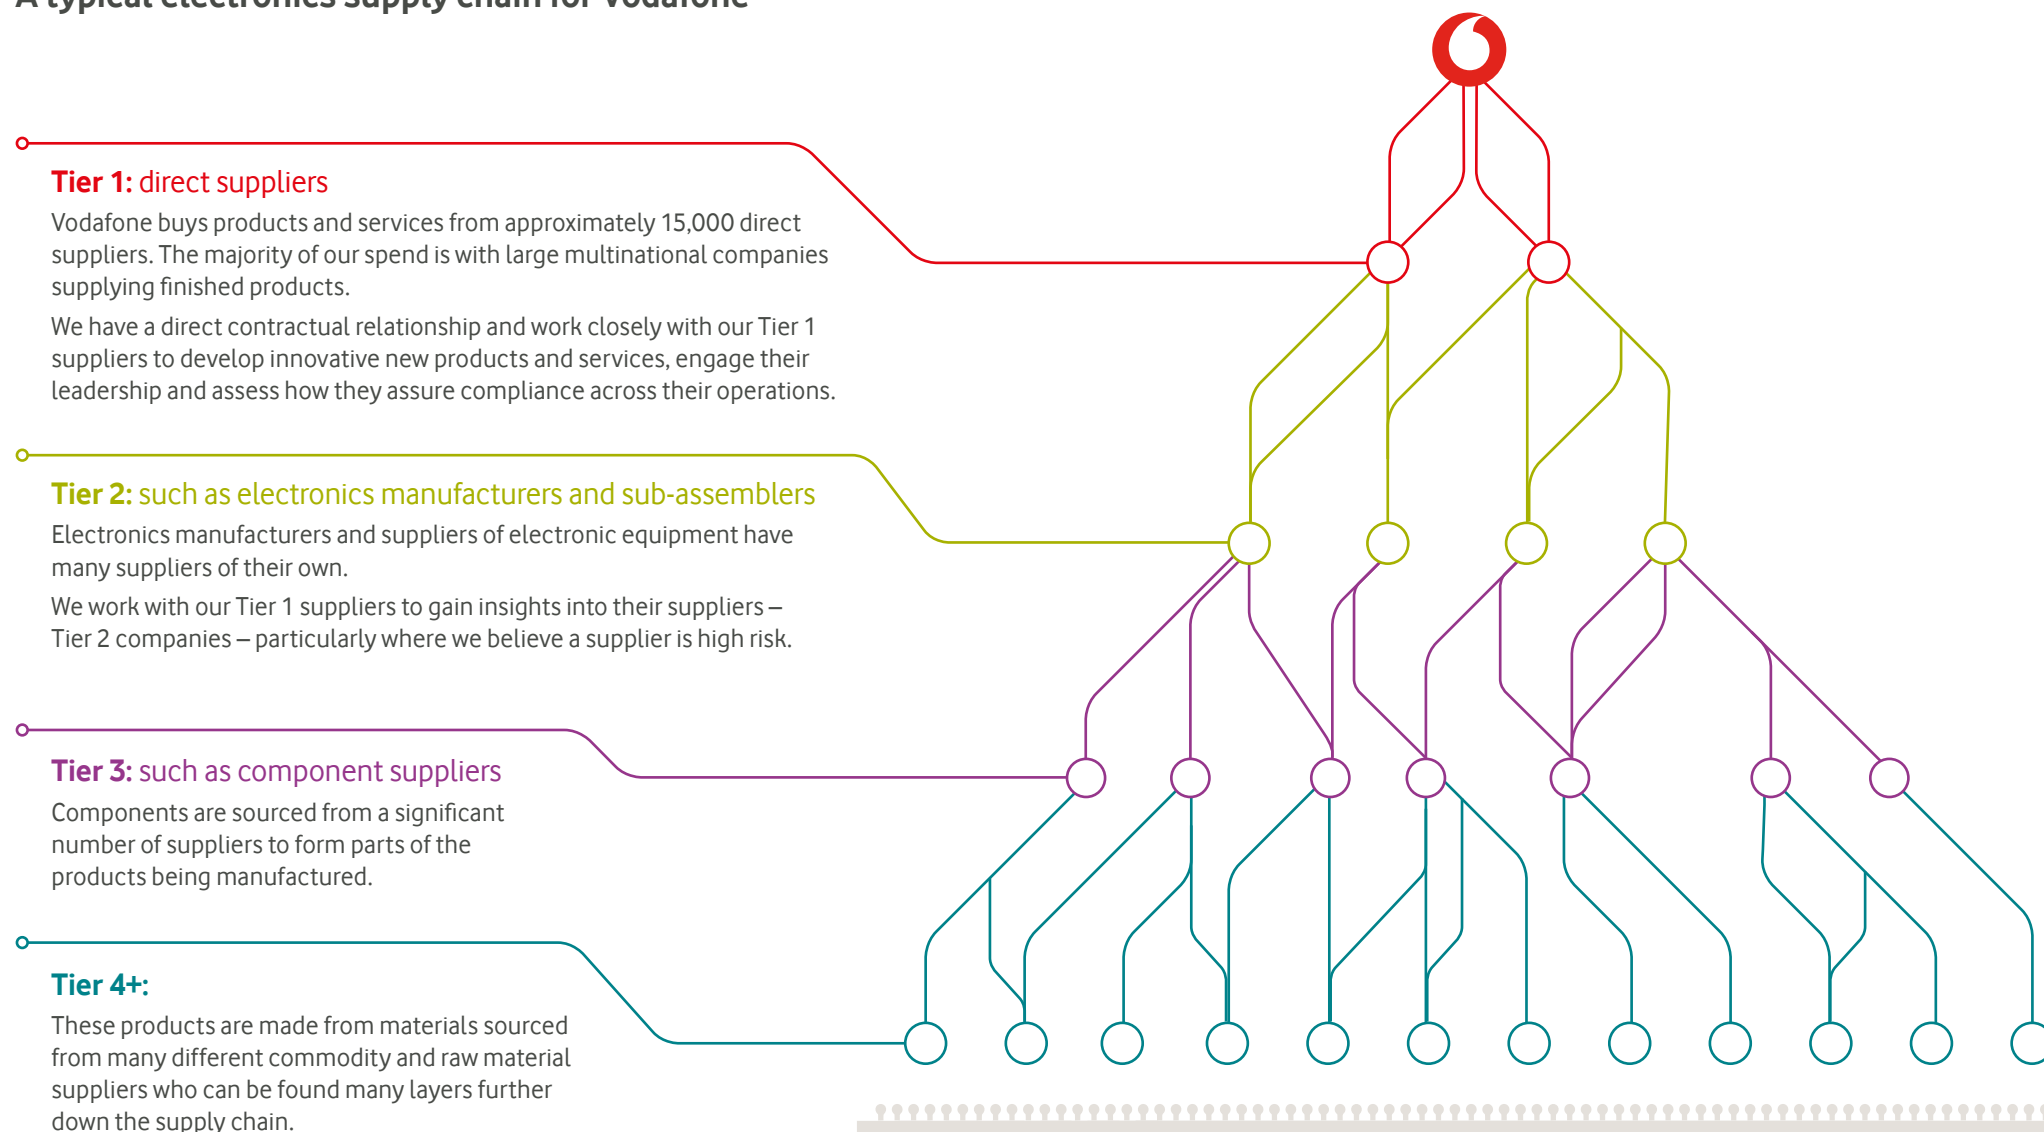 A typical electronics supply chain for Vodafone
Tier 1: direct suppliers
Vodafone buys products and services from approximately 15,000 direct
suppliers. The majority of our spend is with large multinational companies
supplying finished products.
We have a direct contractual relationship and work closely with our Tier 1
suppliers to develop innovative new products and services, engage their
leadership and assess how they assure compliance across their operations.
Tier 2: such as electronics manufacturers and sub-assemblers
Electronics manufacturers and suppliers of electronic equipment have
many suppliers of their own.
We work with our Tier 1 suppliers to gain insights into their suppliers –
Tier 2 companies – particularly where we believe a supplier is high risk.
Tier 3: such as component suppliers
Components are sourced from a significant
number of suppliers to form parts of the
products being manufactured.
Tier 4+:
These products are made from materials sourced
from many different commodity and raw material
suppliers who can be found many layers further
down the supply chain.